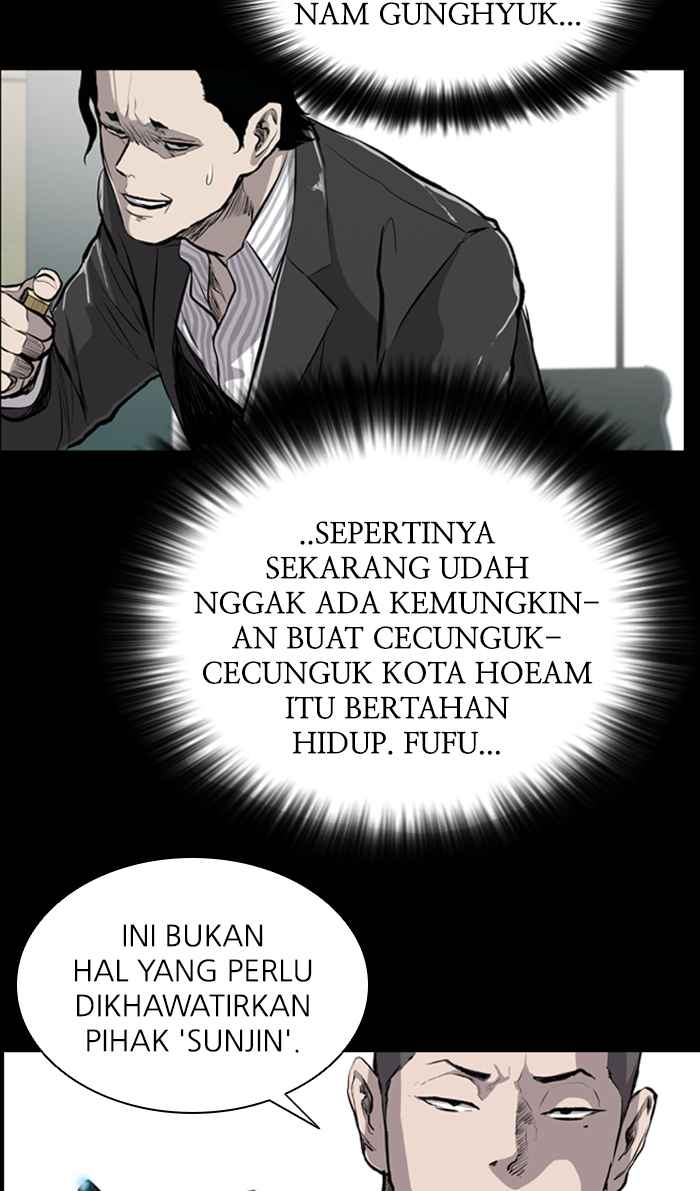 NAM GUNGHYUK...
..SEPERTINYA
SEKARANG UDAH
NGGAK ADA KEMUNGKIN-
AN BUAT CECUNGUK-
CECUNGUK KOTA HOEAM
ITU BERTAHAN
HIDUP. FUFU...
INI BUKAN
HAL YANG PERLU
DIKHAWATIRKAN
PIHAK 'SUNJIN'.